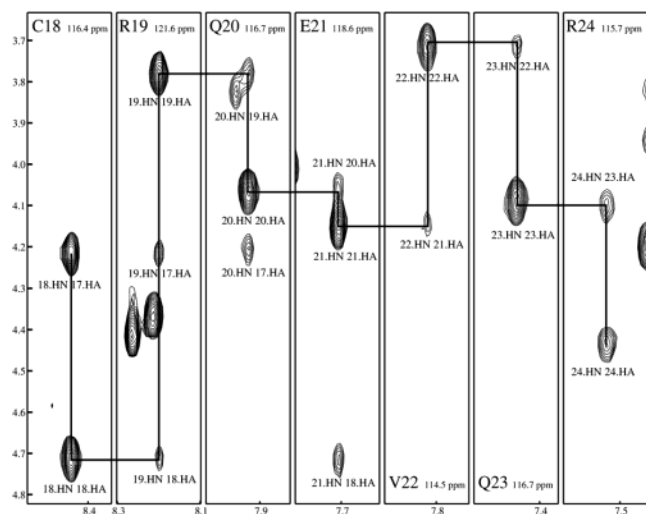 C18 116.4 ppm
R19 121.6 ppm
Q20 116.7 ppm
E21 118.6 ppm
R24 115.7 ppm
3.7
3.8
3.9
4.0
4.1
4.2
4.3
4.4
4.5
4.6
4.7
4.8
18.HN 17.HA
18.HN 18.HA
19.HN 19.HA
19.HN 17.HA
19.HN 18.HA
20.HN 19.HA
20.HN 20.HA
20.HN 17.HA
21.HN 20.HA
21.HN 21.HA
21.HN 18.HA
22.HN 22.HA
22.HN 21.HA
23.HN 22.HA
23.HN 23.HA
24.HN 23.HA
24.HN 24.HA
V22 114.5 ppm
Q23 116.7 ppm
8.4
8.3
8.1
7.9
7.7
7.8
7.4
7.5